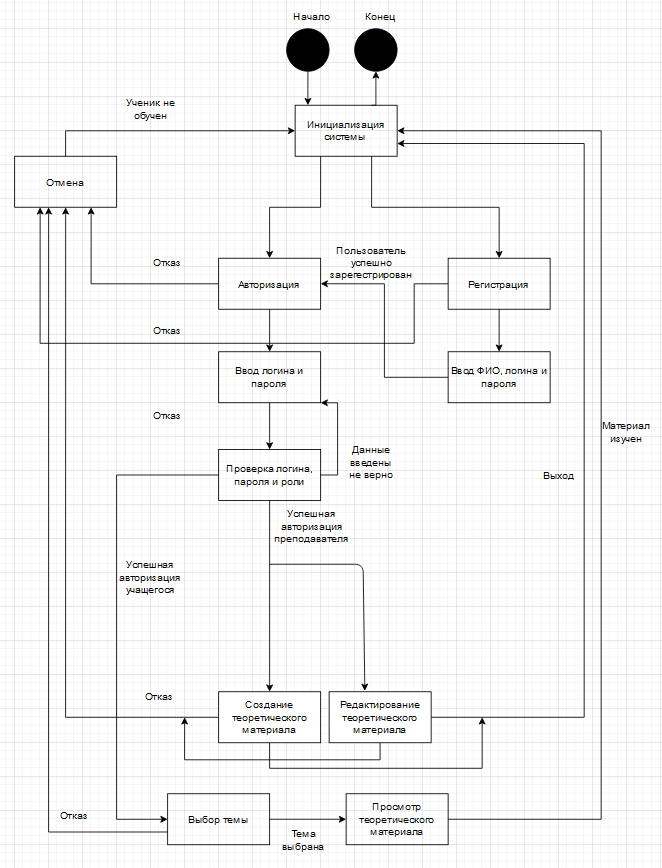 Начало
Конец
Ученик не
обучен
Инициализация
системы
Отмена
Отказ
Пользователь
успешно
зарегестрирован
Авторизация
Регистрация
Отказ
Ввод логина и
пароля
Ввод ФИО, логина и
пароля
Отказ
Материал
изучен
Данные
введены
не верно
Проверка логина,
пароля и роли
Выход
Успешная
авторизация
преподавателя
Успешная
авторизация
учащегося
Отказ
Создание
теоретического
материала
Редактирование
теоретического
материала
Отказ
Выбор темы
Тема
выбрана
Просмотр
теоретического
материала